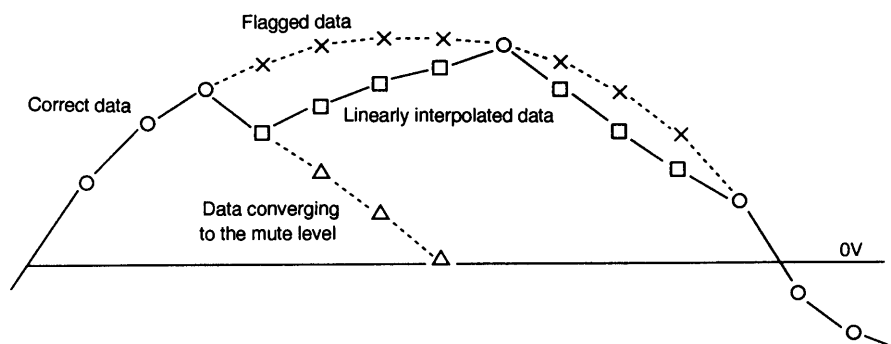 Flagged data
Correct data
Linearly interpolated data
Data converging
to the mute level
0V